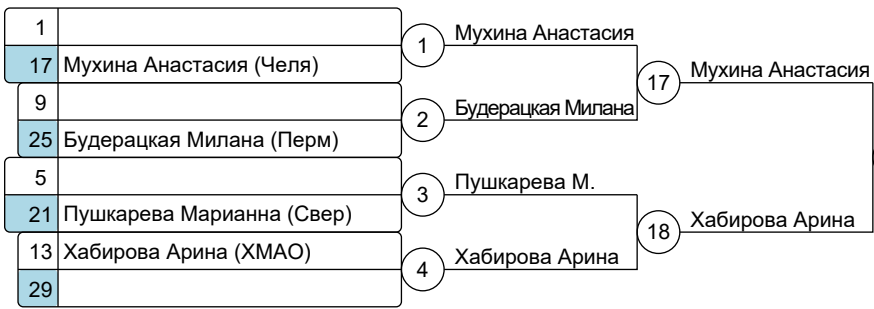 1
17 Мухина Анастасия (Челя)
9
25 Будерацкая Милана (Перм)
5
21 Пушкарева Марианна (Свер)
13 Хабирова Арина (ХМАО)
29
1 Мухина Анастасия
2 Будерацкая Милана
3 Пушкарева М.
4 Хабирова Арина
17 Мухина Анастасия
18 Хабирова Арина